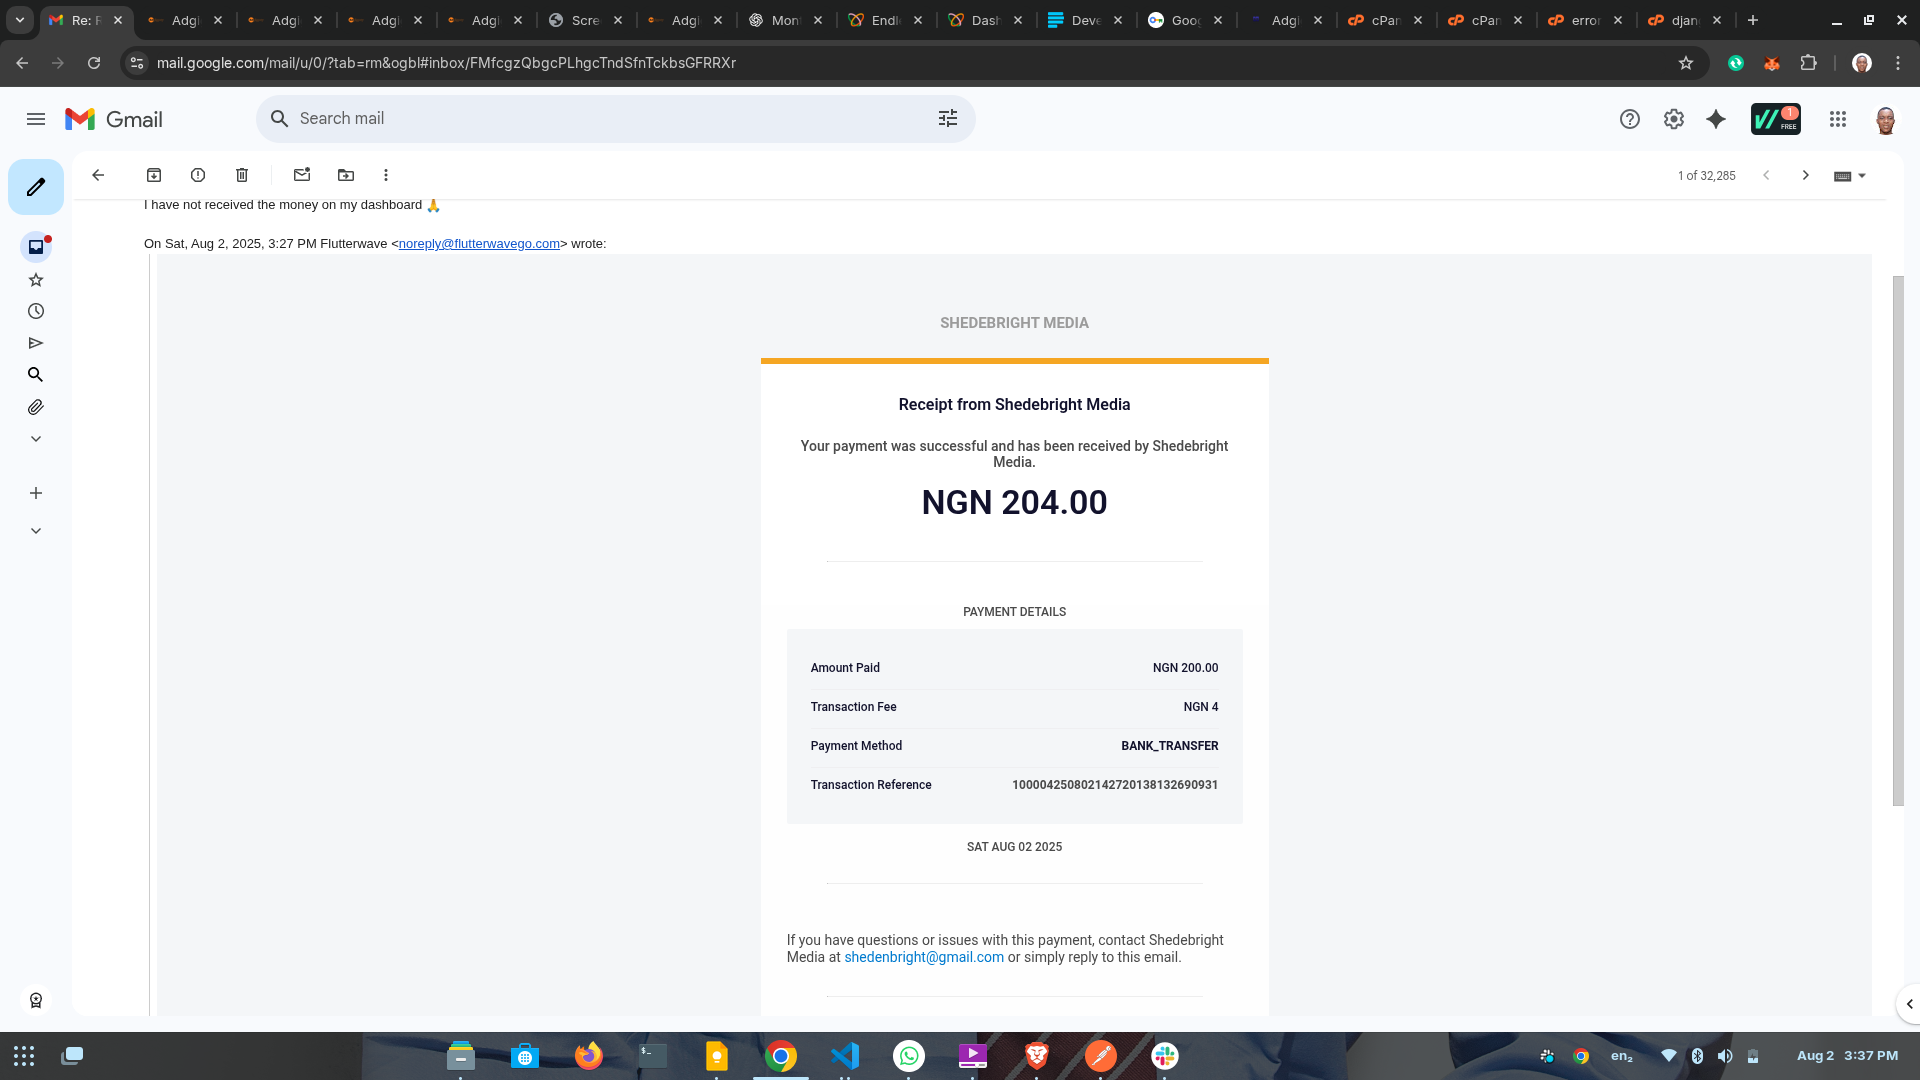 Re: R
Adgi
Adgi
Adgi
Adgi
Scre
Adgi
Mont
Endl
Dash
Deve
Goog
Adgi
cPan
cPan
error
djan
mail.google.com/mail/u/0/?tab=rm&ogbl#inbox/FMfcgzQbgcPLhgcTndSfnTckbsGFRRXr
Gmail
Search mail
1
FREE
1 of 32,285
I have not received the money on my dashboard 🙏
On Sat, Aug 2, 2025, 3:27 PM Flutterwave <noreply@flutterwavego.com> wrote:
SHEDEBRIGHT MEDIA
Receipt from Shedebright Media
Your payment was successful and has been received by Shedebright
Media.
NGN 204.00
PAYMENT DETAILS
Amount Paid NGN 200.00
Transaction Fee NGN 4
Payment Method BANK_TRANSFER
Transaction Reference 100004250802142720138132690931
SAT AUG 02 2025
If you have questions or issues with this payment, contact Shedebright
Media at shedenbright@gmail.com or simply reply to this email.
en₂
Aug 2 3:37 PM